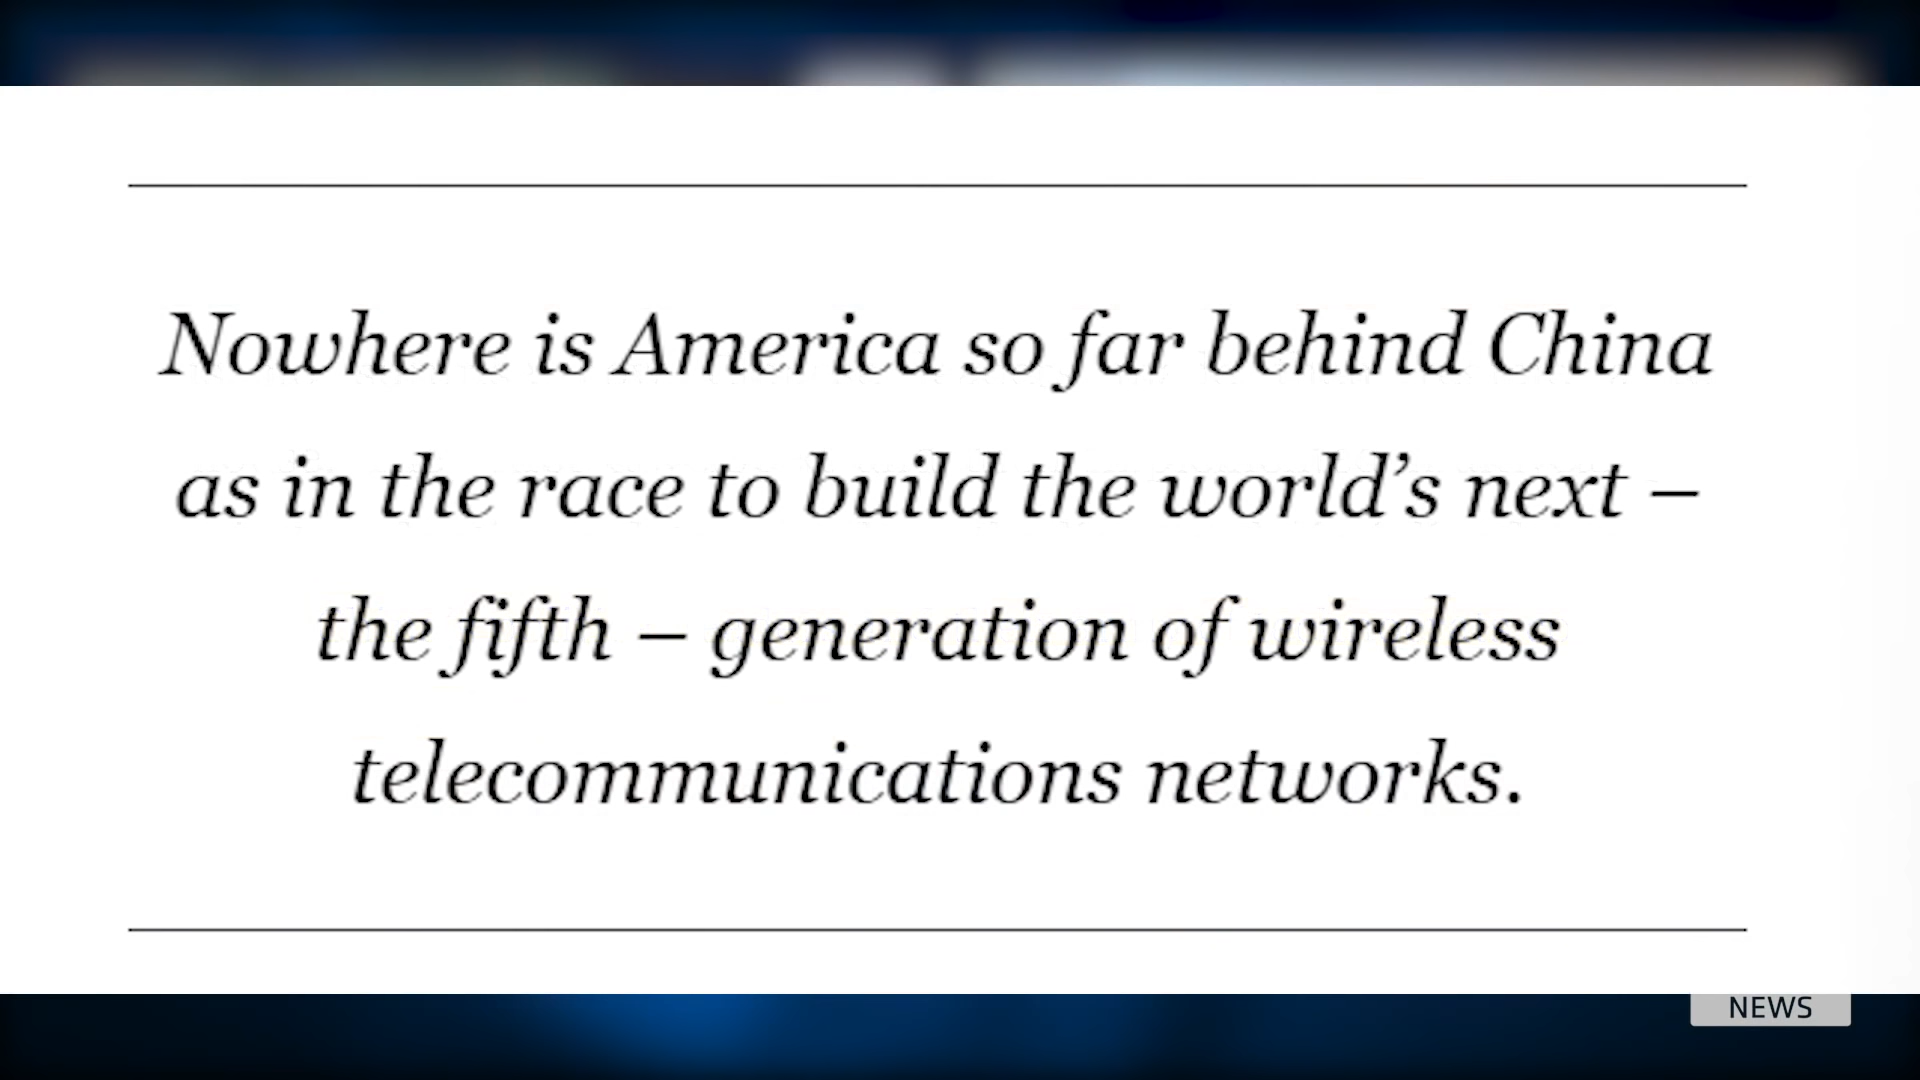 Nowhere is America so far behind China
as in the race to build the world’s next –
the fifth – generation of wireless
telecommunications networks.
NEWS